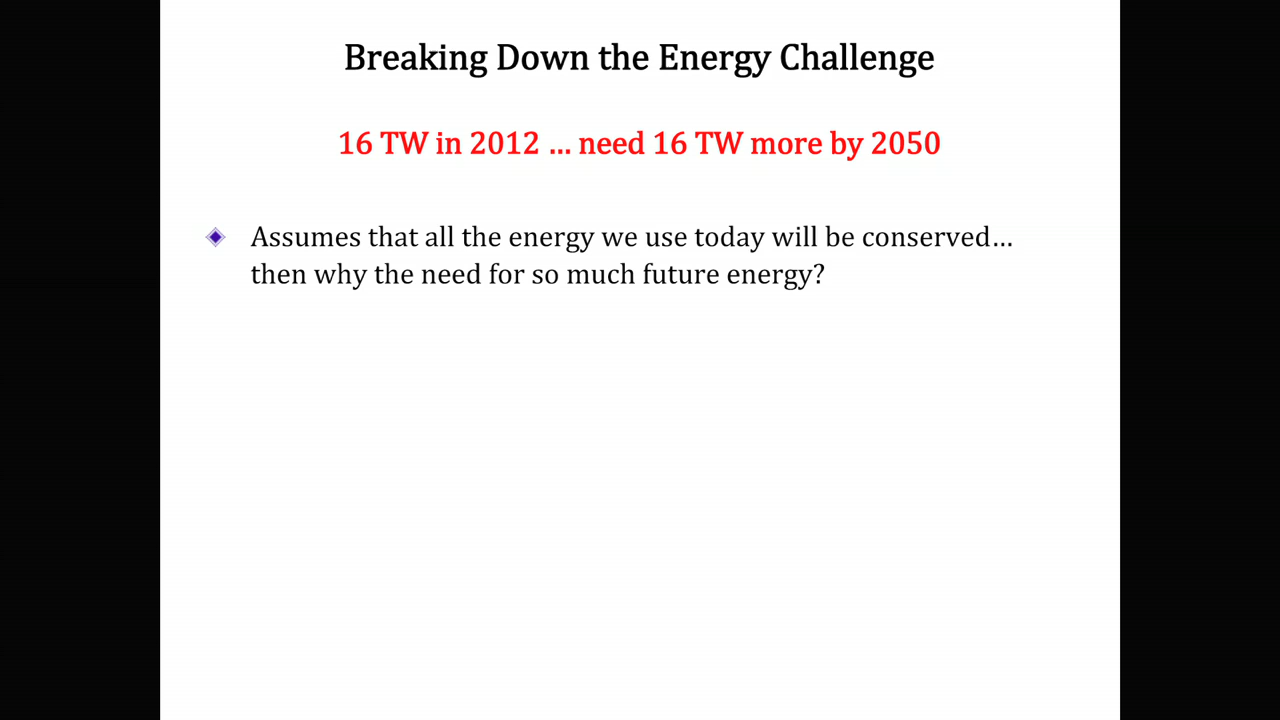 Breaking Down the Energy Challenge
16 TW in 2012 … need 16 TW more by 2050
Assumes that all the energy we use today will be conserved…
then why the need for so much future energy?